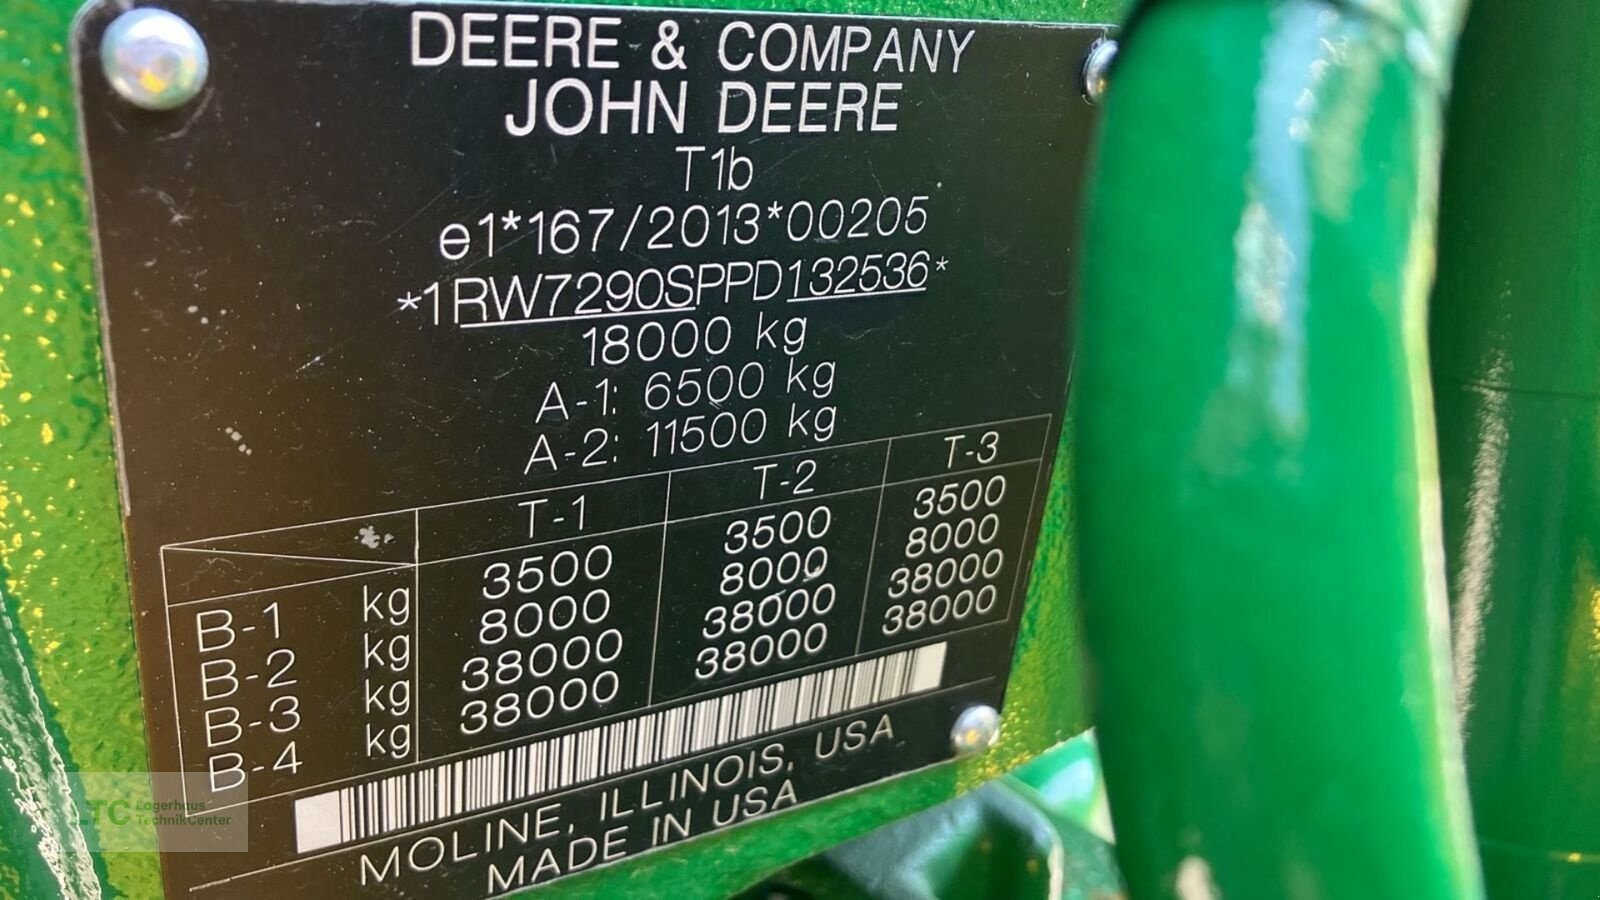 DEERE & COMPANY
JOHN DEERE
T1b
e1*167/2013*00205
*1RW7290SPPD132536*
18000 kg
A-1: 6500 kg
A-2: 11500 kg
T-1 T-2 T-3
B-1 kg 3500 3500 3500
B-2 kg 8000 8000 8000
B-3 kg 38000 38000 38000
B-4 kg 38000 38000 38000
MOLINE, ILLINOIS, USA
MADE IN USA
LTC Lagerhaus
TechnikCenter